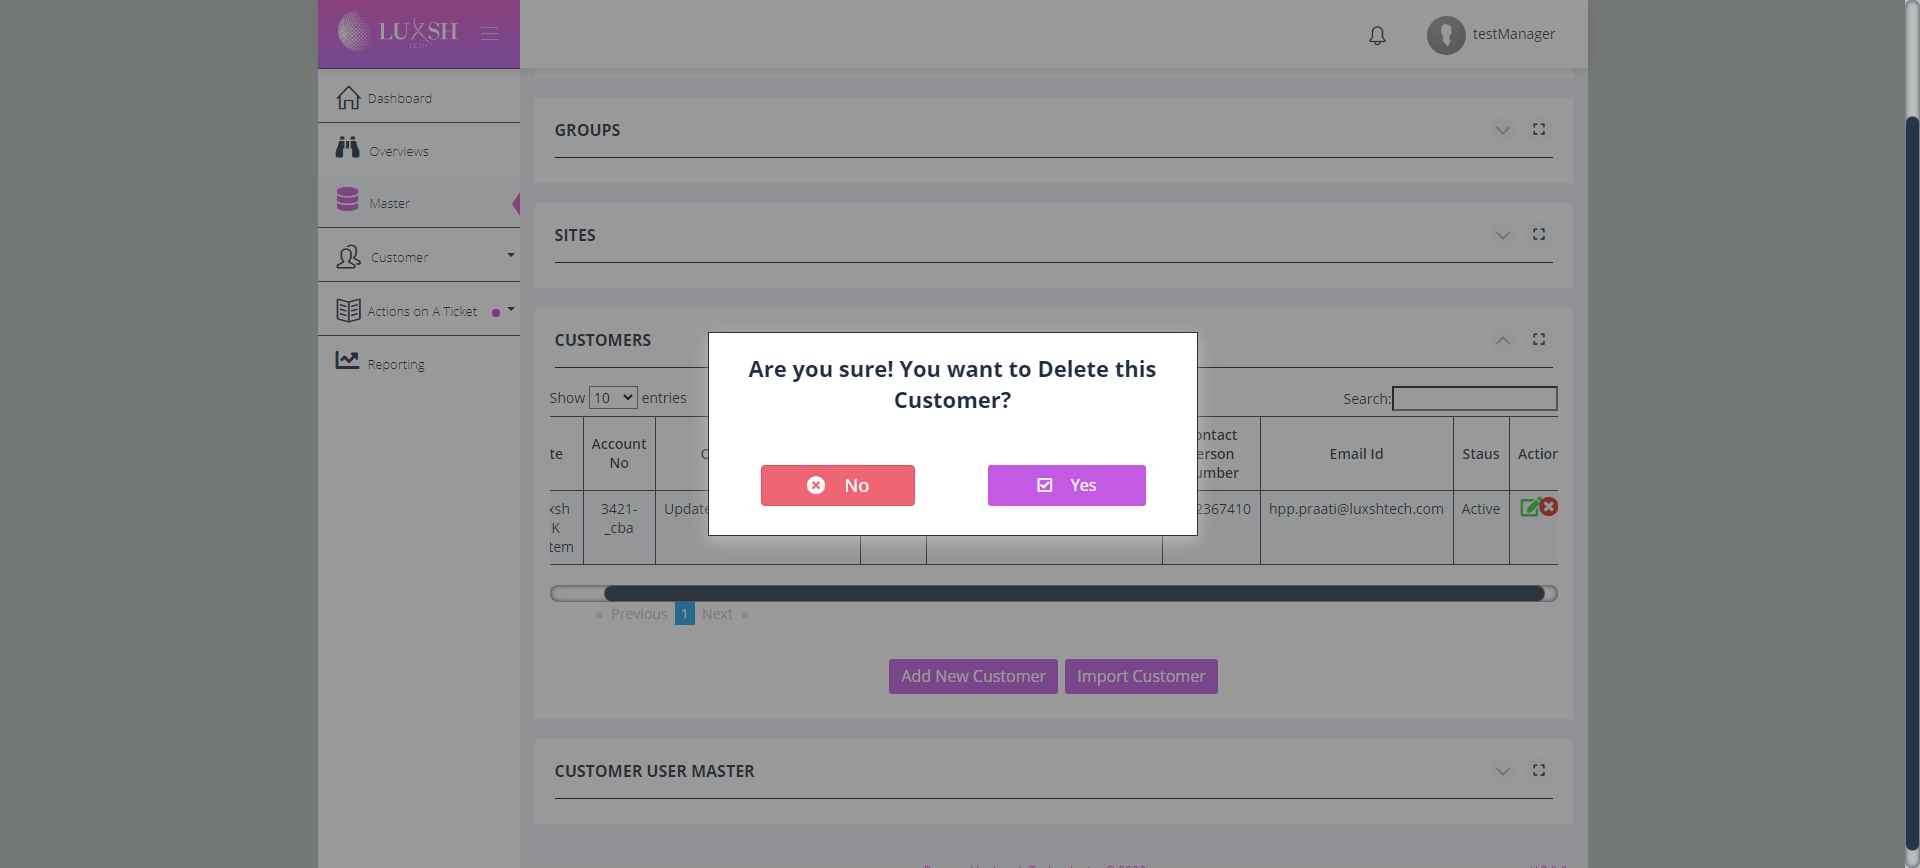 LUXSH
TECH
testManager
Dashboard
Overviews
Master
Customer
Actions on A Ticket
Reporting
GROUPS
SITES
CUSTOMERS
Show 10 entries
Search:
te
Account
No
C
ontact
erson
umber
Email Id
Staus
Action
xsh
K
tem
3421-
_cba
Update
2367410
hpp.praati@luxshtech.com
Active
« Previous 1 Next »
Add New Customer
Import Customer
CUSTOMER USER MASTER
Are you sure! You want to Delete this
Customer?
No
Yes